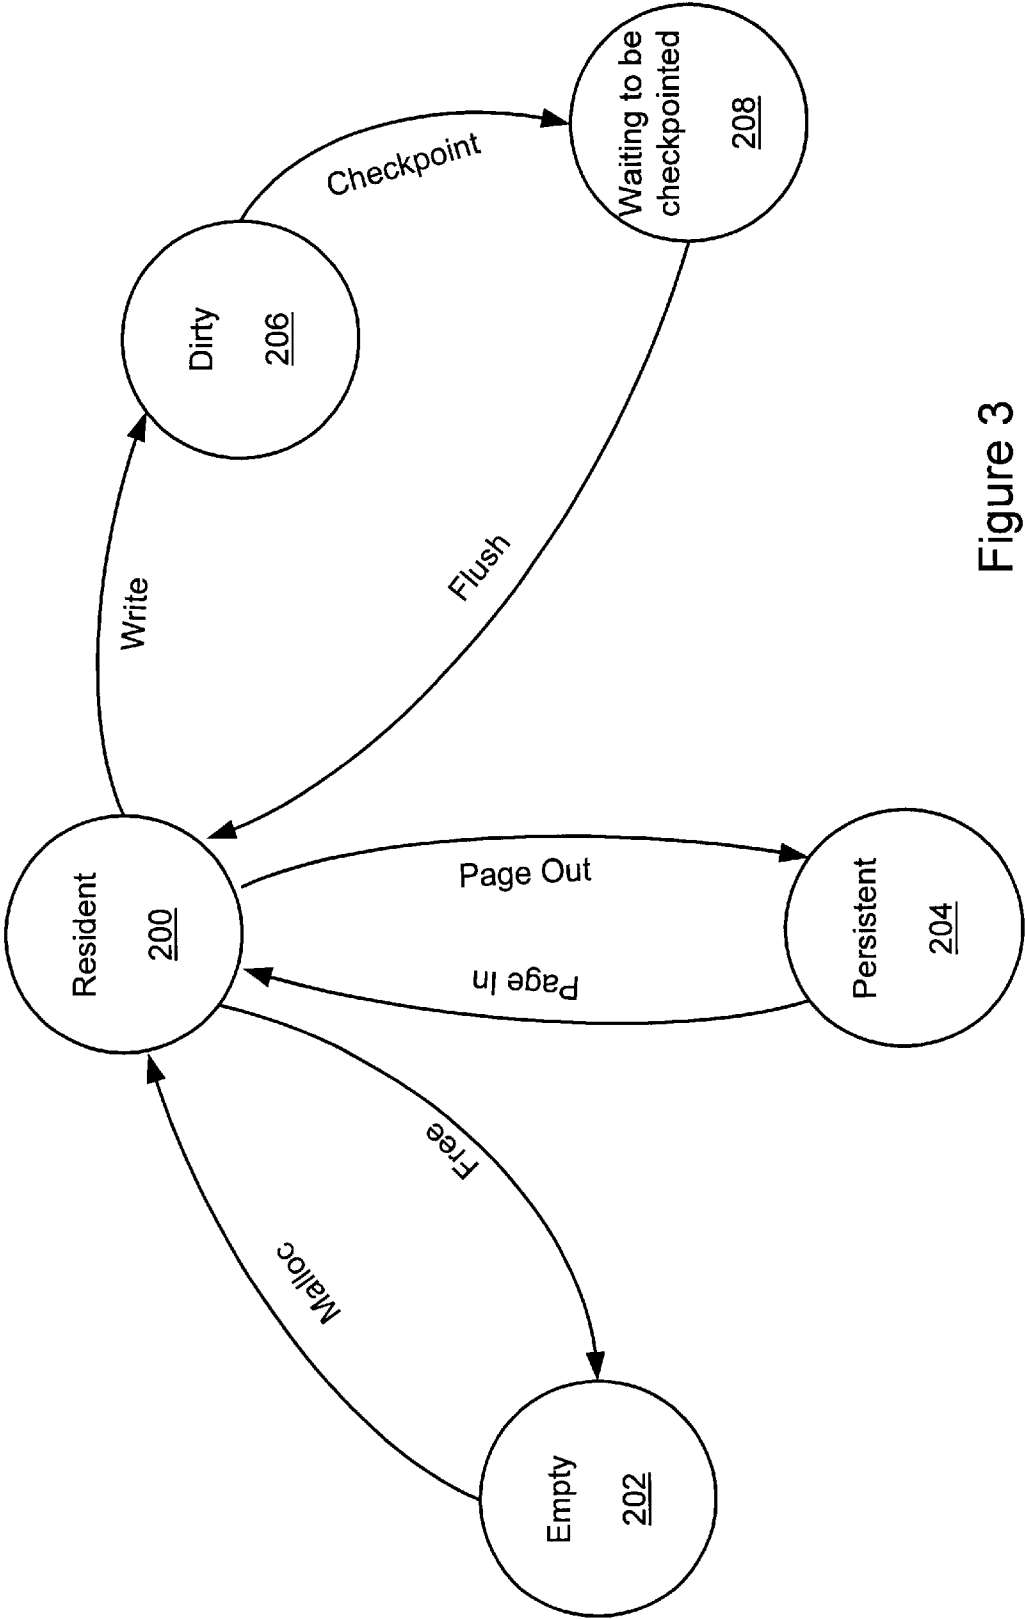 Resident
200
Write
Dirty
206
Checkpoint
Waiting to be
checkpointed
208
Flush
Page Out
Page In
Persistent
204
Free
Malloc
Empty
202
Figure 3